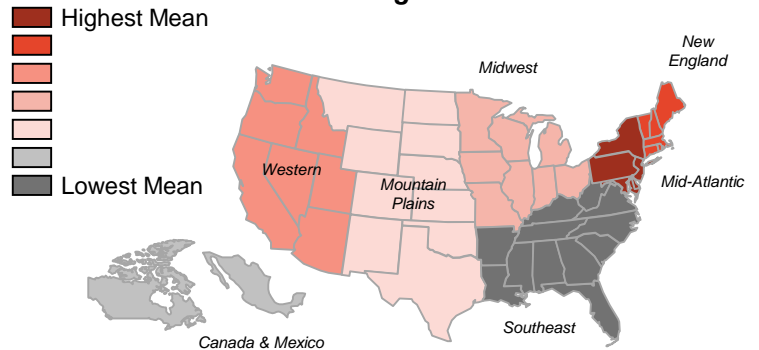 Highest Mean
Lowest Mean
New
England
Midwest
Western
Mountain
Plains
Mid-Atlantic
Southeast
Canada & Mexico